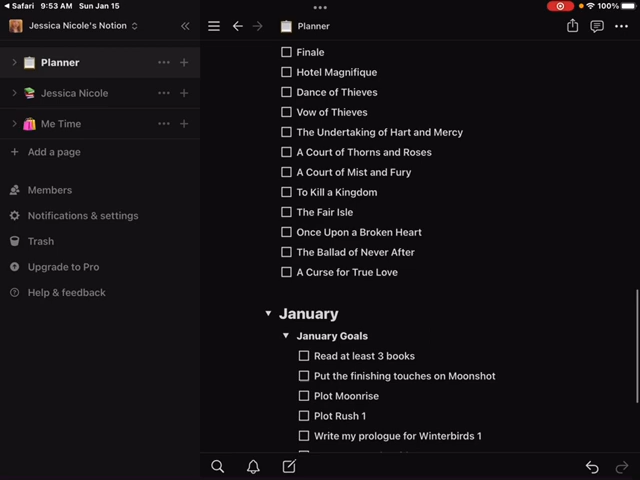 Safari 9:53 AM Sun Jan 15 100%
Jessica Nicole's Notion
Planner
Planner
Jessica Nicole
Me Time
Add a page
Members
Notifications & settings
Trash
Upgrade to Pro
Help & feedback
Finale
Hotel Magnifique
Dance of Thieves
Vow of Thieves
The Undertaking of Hart and Mercy
A Court of Thorns and Roses
A Court of Mist and Fury
To Kill a Kingdom
The Fair Isle
Once Upon a Broken Heart
The Ballad of Never After
A Curse for True Love
January
January Goals
Read at least 3 books
Put the finishing touches on Moonshot
Plot Moonrise
Plot Rush 1
Write my prologue for Winterbirds 1